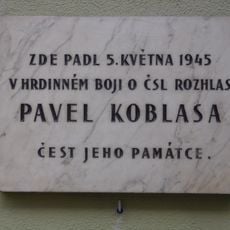 ZDE PADL 5. KVĚTNA 1945
V HRDINNÉM BOJI O ČSL ROZHLAS
PAVEL KOBLASA
ČEST JEHO PAMÁTCE.